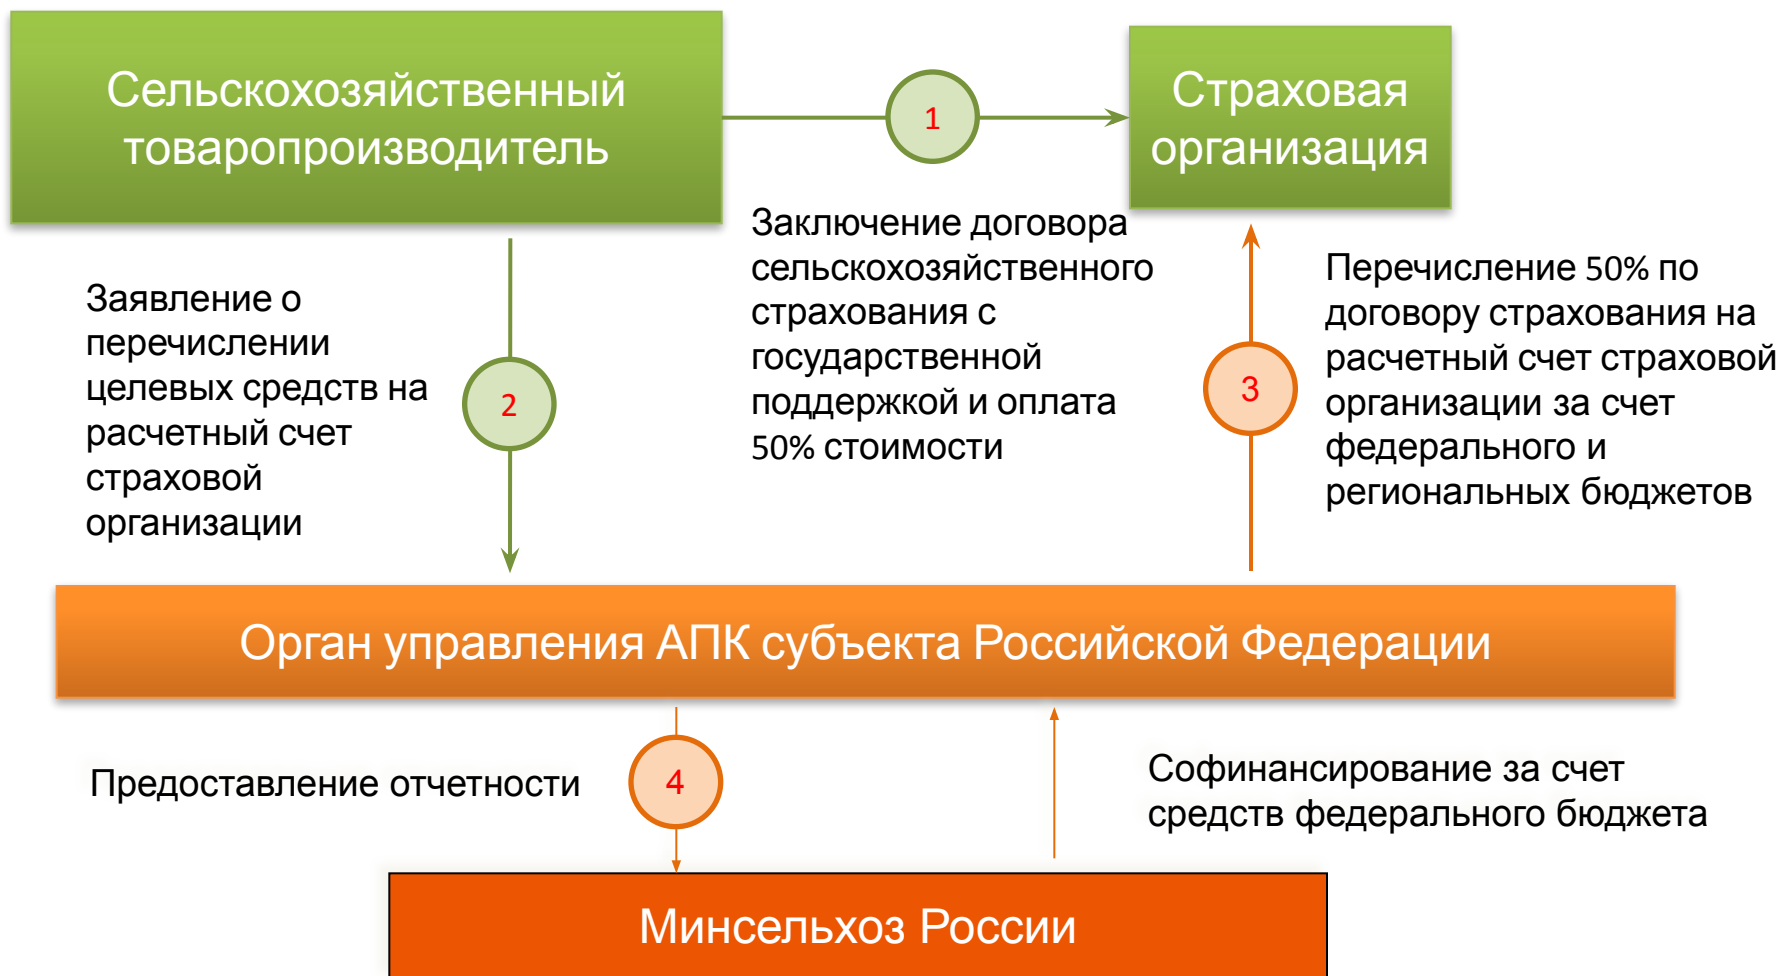 Сельскохозяйственный
товаропроизводитель
1
Страховая
организация
Заключение договора
сельскохозяйственного
страхования с
государственной
поддержкой и оплата
50% стоимости
Заявление о
перечислении
целевых средств на
расчетный счет
страховой
организации
2
3
Перечисление 50% по
договору страхования на
расчетный счет страховой
организации за счет
федерального и
региональных бюджетов
Орган управления АПК субъекта Российской Федерации
Предоставление отчетности
4
Софинансирование за счет
средств федерального бюджета
Минсельхоз России